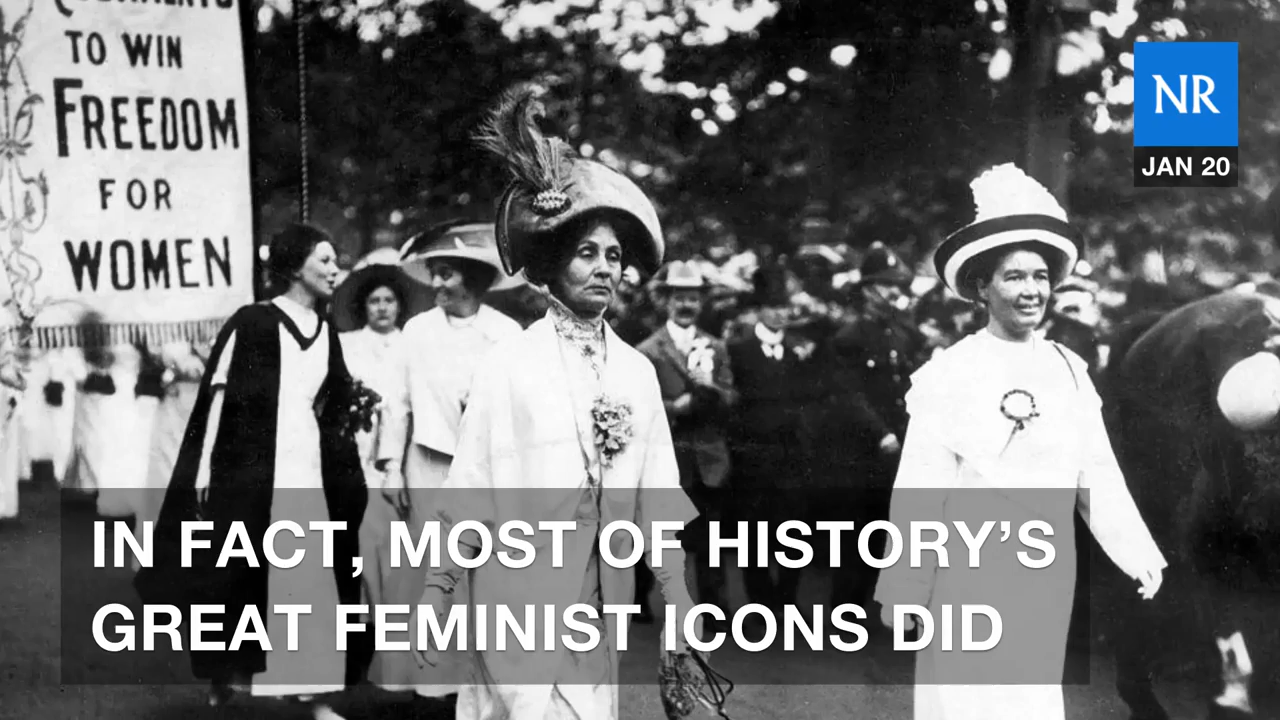 TO WIN
FREEDOM
FOR
WOMEN
NR
JAN 20
IN FACT, MOST OF HISTORY’S
GREAT FEMINIST ICONS DID